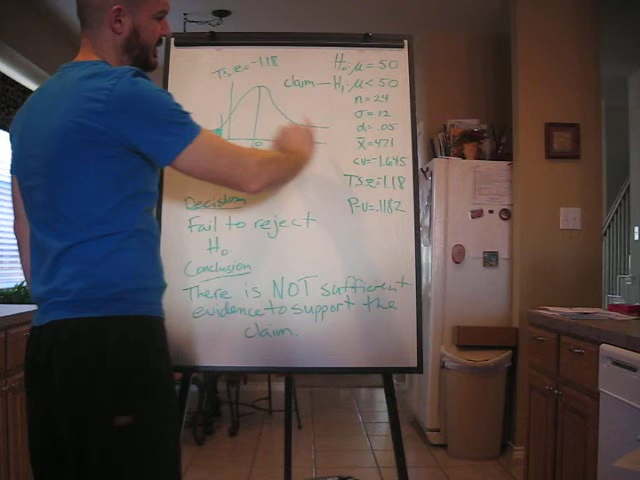 T.S. z=-1.18
H₀ μ = 50
claim — H₁ μ < 50
n = 24
σ = 12
α = .05
x̄ = 47.1
cv = -1.645
T.S. z=-1.18
P-v = .1182
0
Decision
Fail to reject
H₀
Conclusion
There is NOT sufficient
evidence to support the
claim.